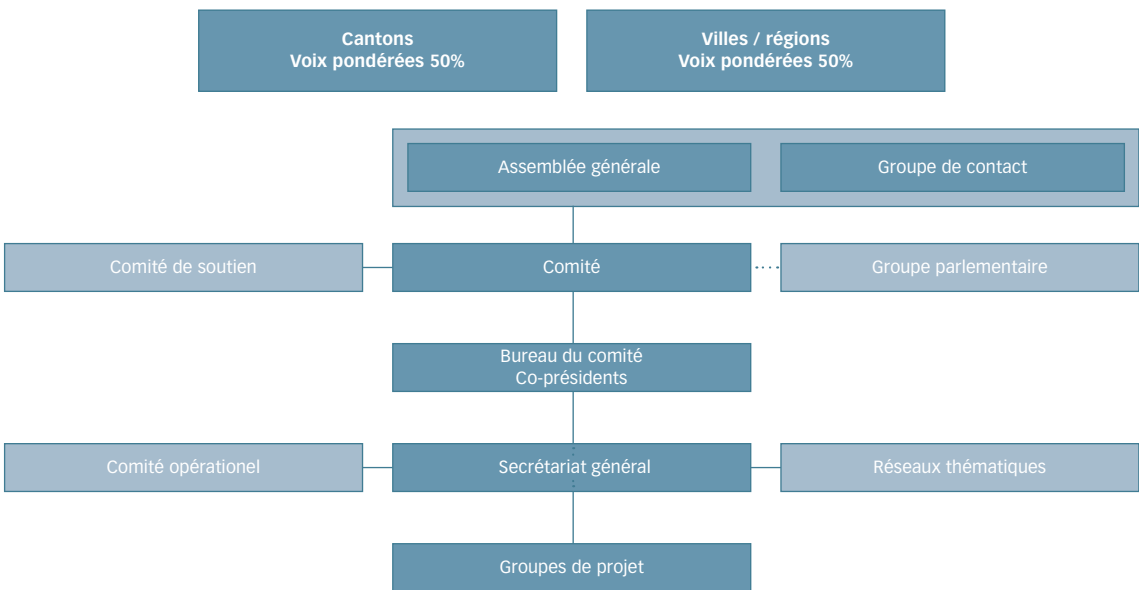 Cantons
Voix pondérées 50%
Villes / régions
Voix pondérées 50%
Assemblée générale
Groupe de contact
Comité de soutien
Comité
Groupe parlementaire
Bureau du comité
Co-présidents
Comité opérationel
Secrétariat général
Réseaux thématiques
Groupes de projet